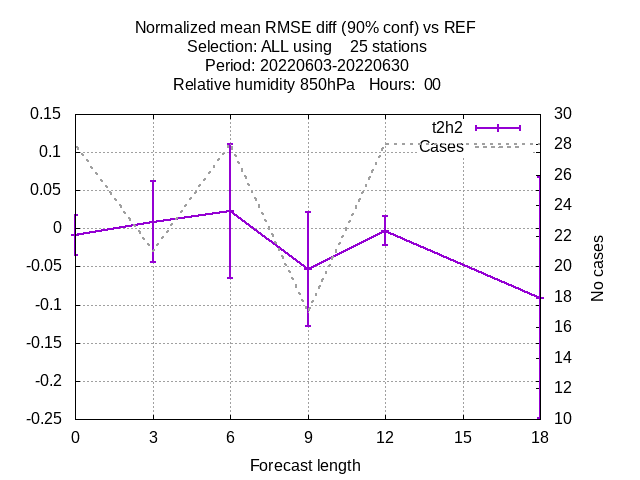 Normalized mean RMSE diff (90% conf) vs REF
Selection: ALL using    25 stations
Period: 20220603-20220630
Relative humidity 850hPa   Hours:  00
0.15
0.1
0.05
0
-0.05
-0.1
-0.15
-0.2
-0.25
30
28
26
24
22
20
18
16
14
12
10
t2h2
Cases
No cases
0 3 6 9 12 15 18
Forecast length